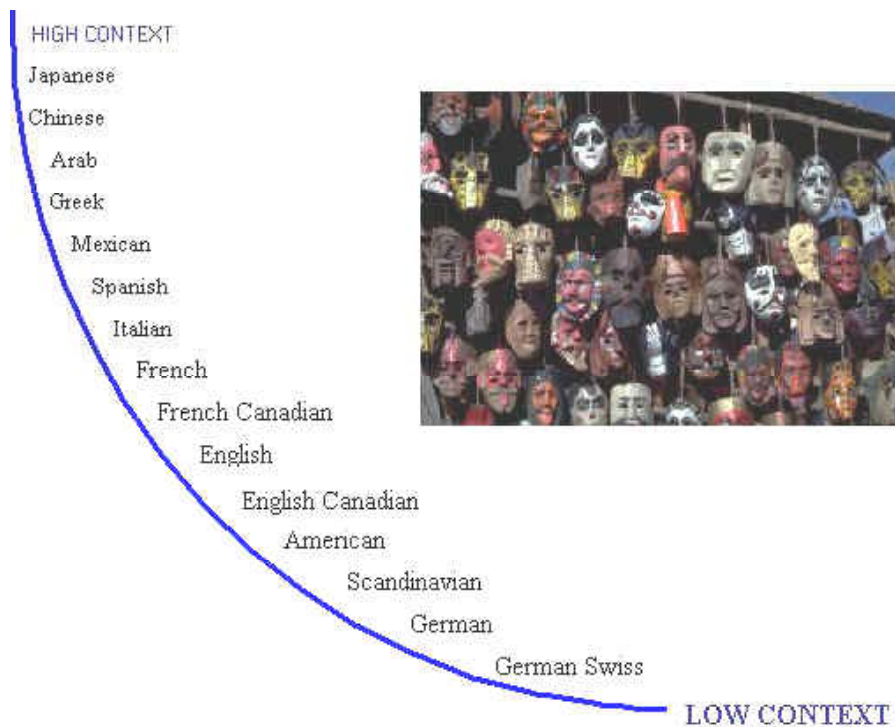 HIGH CONTEXT
Japanese
Chinese
Arab
Greek
Mexican
Spanish
Italian
French
French Canadian
English
English Canadian
American
Scandinavian
German
German Swiss
LOW CONTEXT